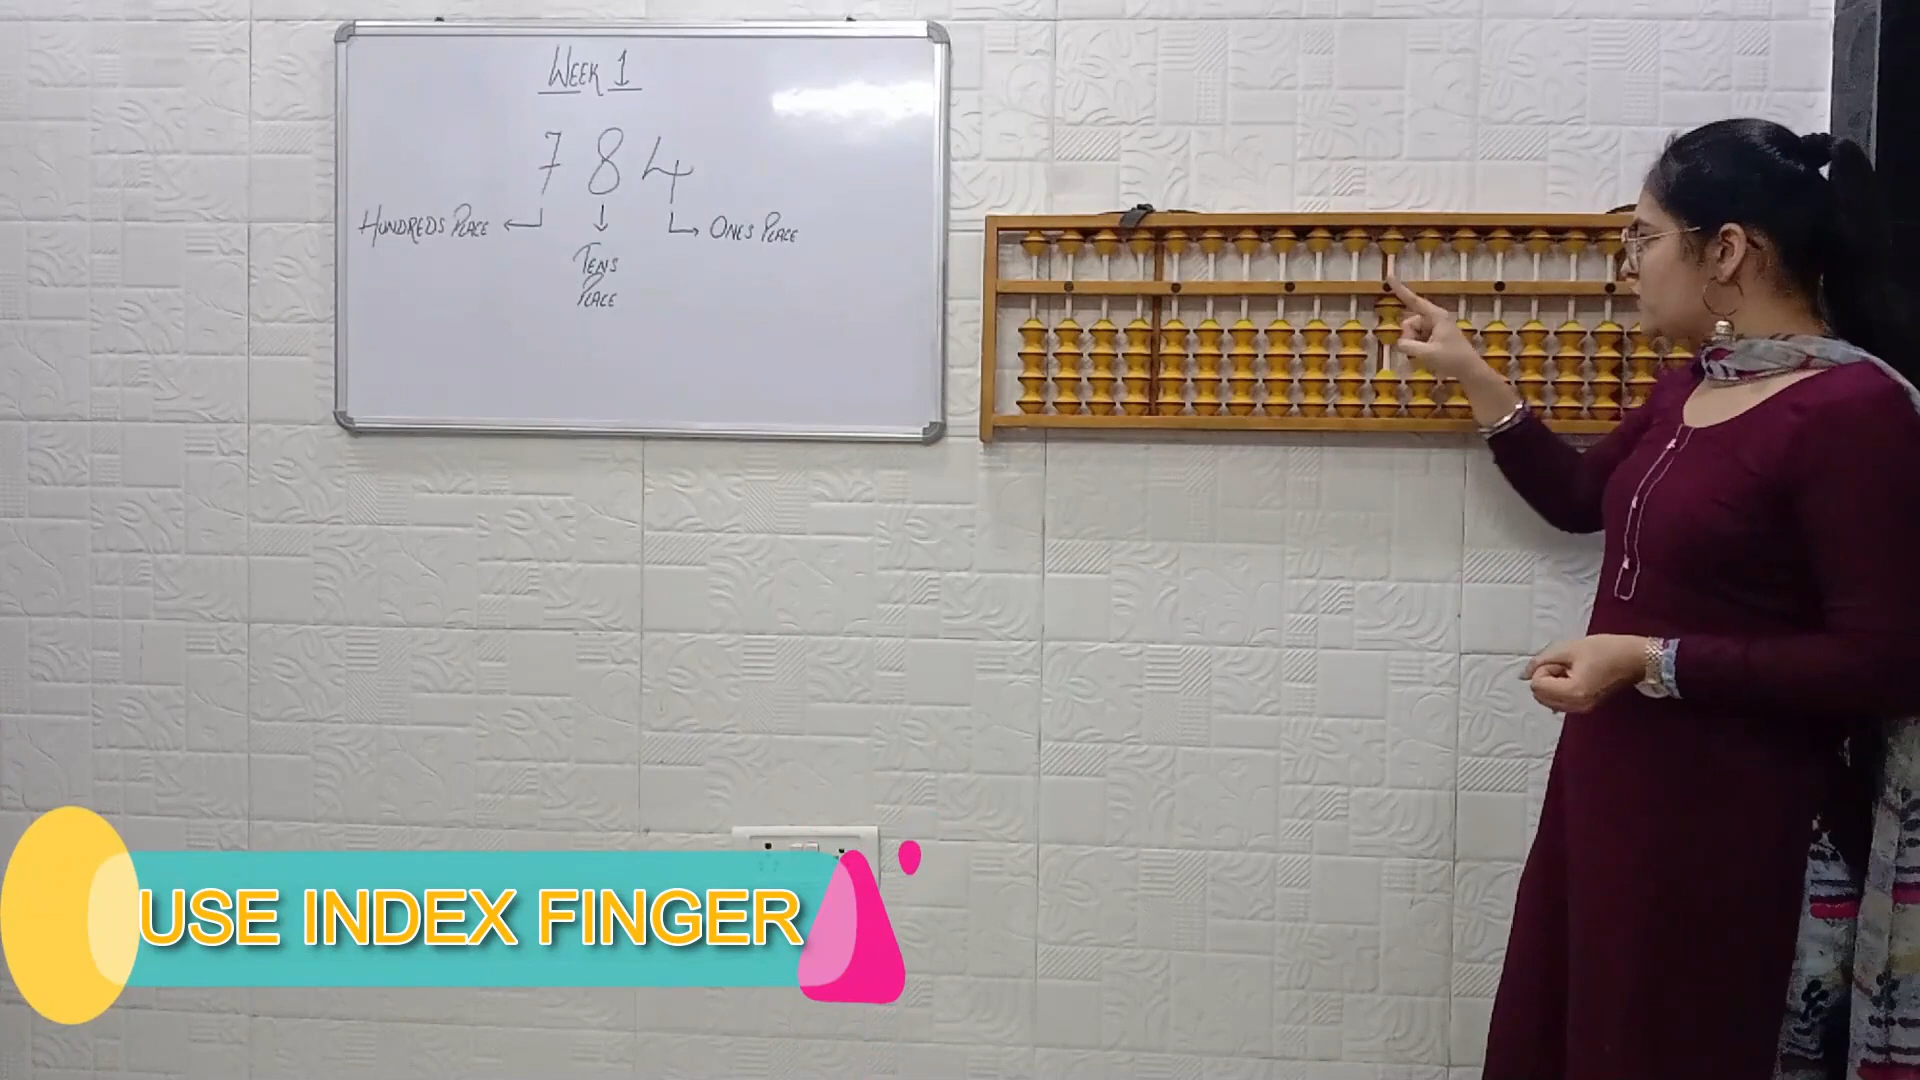 WEEK 1
7 8 4
HUNDREDS PLACE
TENS
PLACE
ONES PLACE
USE INDEX FINGER